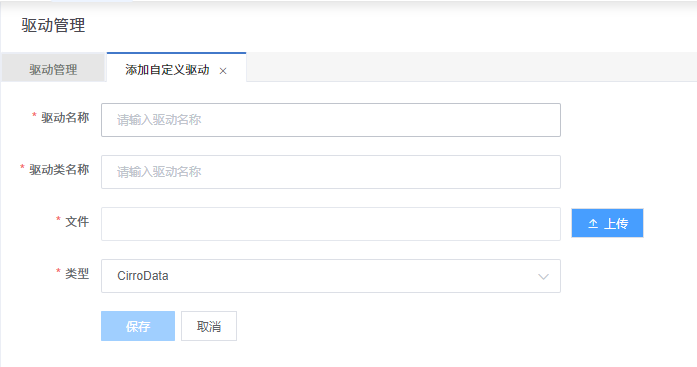 驱动管理
驱动管理 添加自定义驱动 ×
* 驱动名称 请输入驱动名称
* 驱动类名称 请输入驱动名称
* 文件 上传
* 类型 CirroData
保存 取消